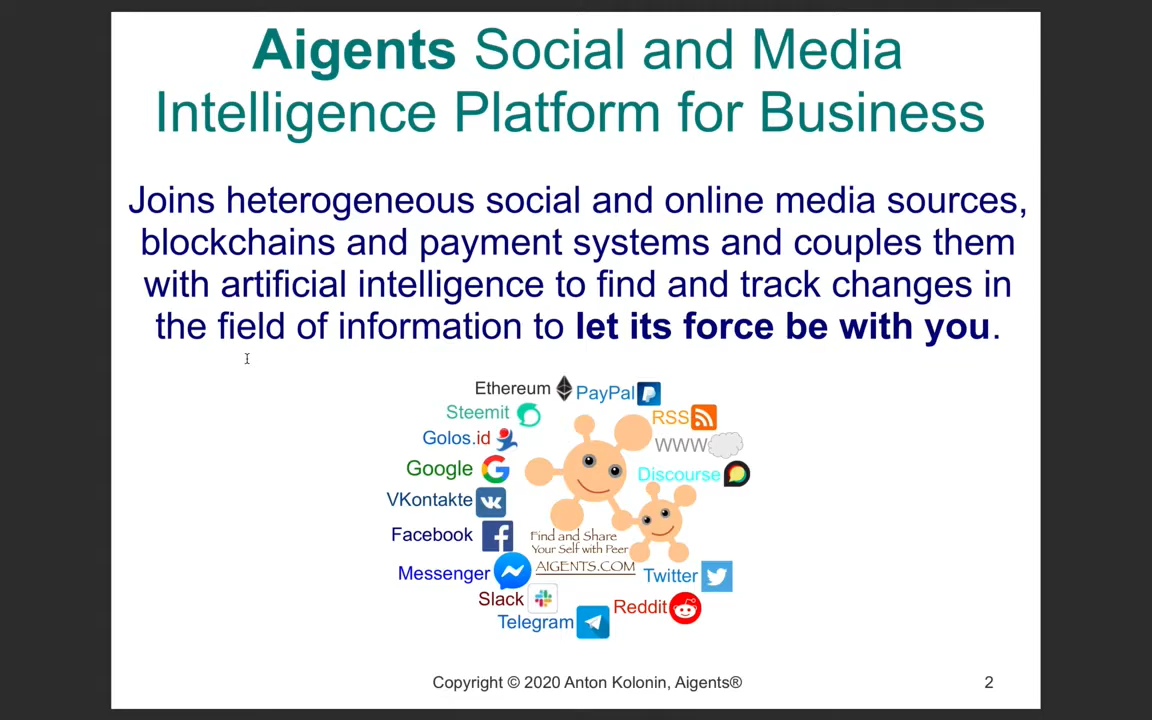 Aigents Social and Media
Intelligence Platform for Business
Joins heterogeneous social and online media sources,
blockchains and payment systems and couples them
with artificial intelligence to find and track changes in
the field of information to let its force be with you.
Ethereum
PayPal
Steemit
RSS
Golos.id
WWW
Google
Discourse
VKontakte
Facebook
Find and Share
Your Self with Peer
AIGENTS.COM
Messenger
Twitter
Slack
Reddit
Telegram
Copyright © 2020 Anton Kolonin, Aigents®
2